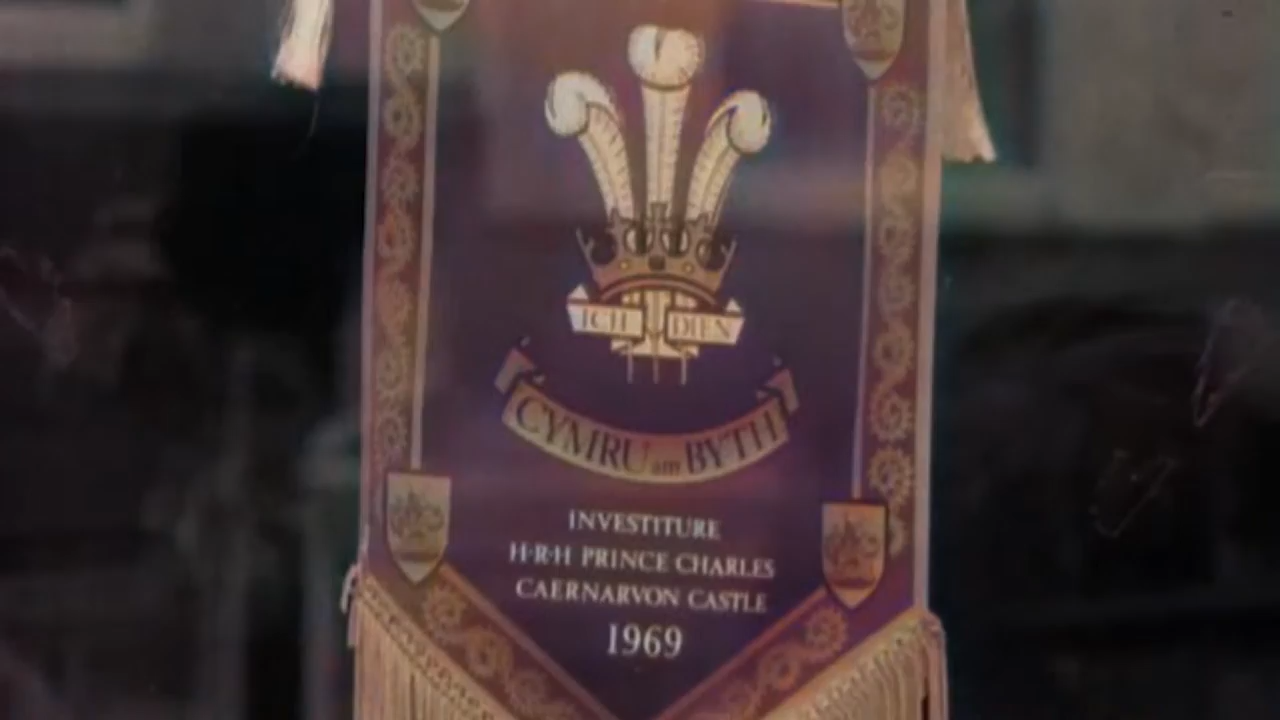 ICH DIEN
CYMRU am BYTH
INVESTITURE
H·R·H PRINCE CHARLES
CAERNARVON CASTLE
1969